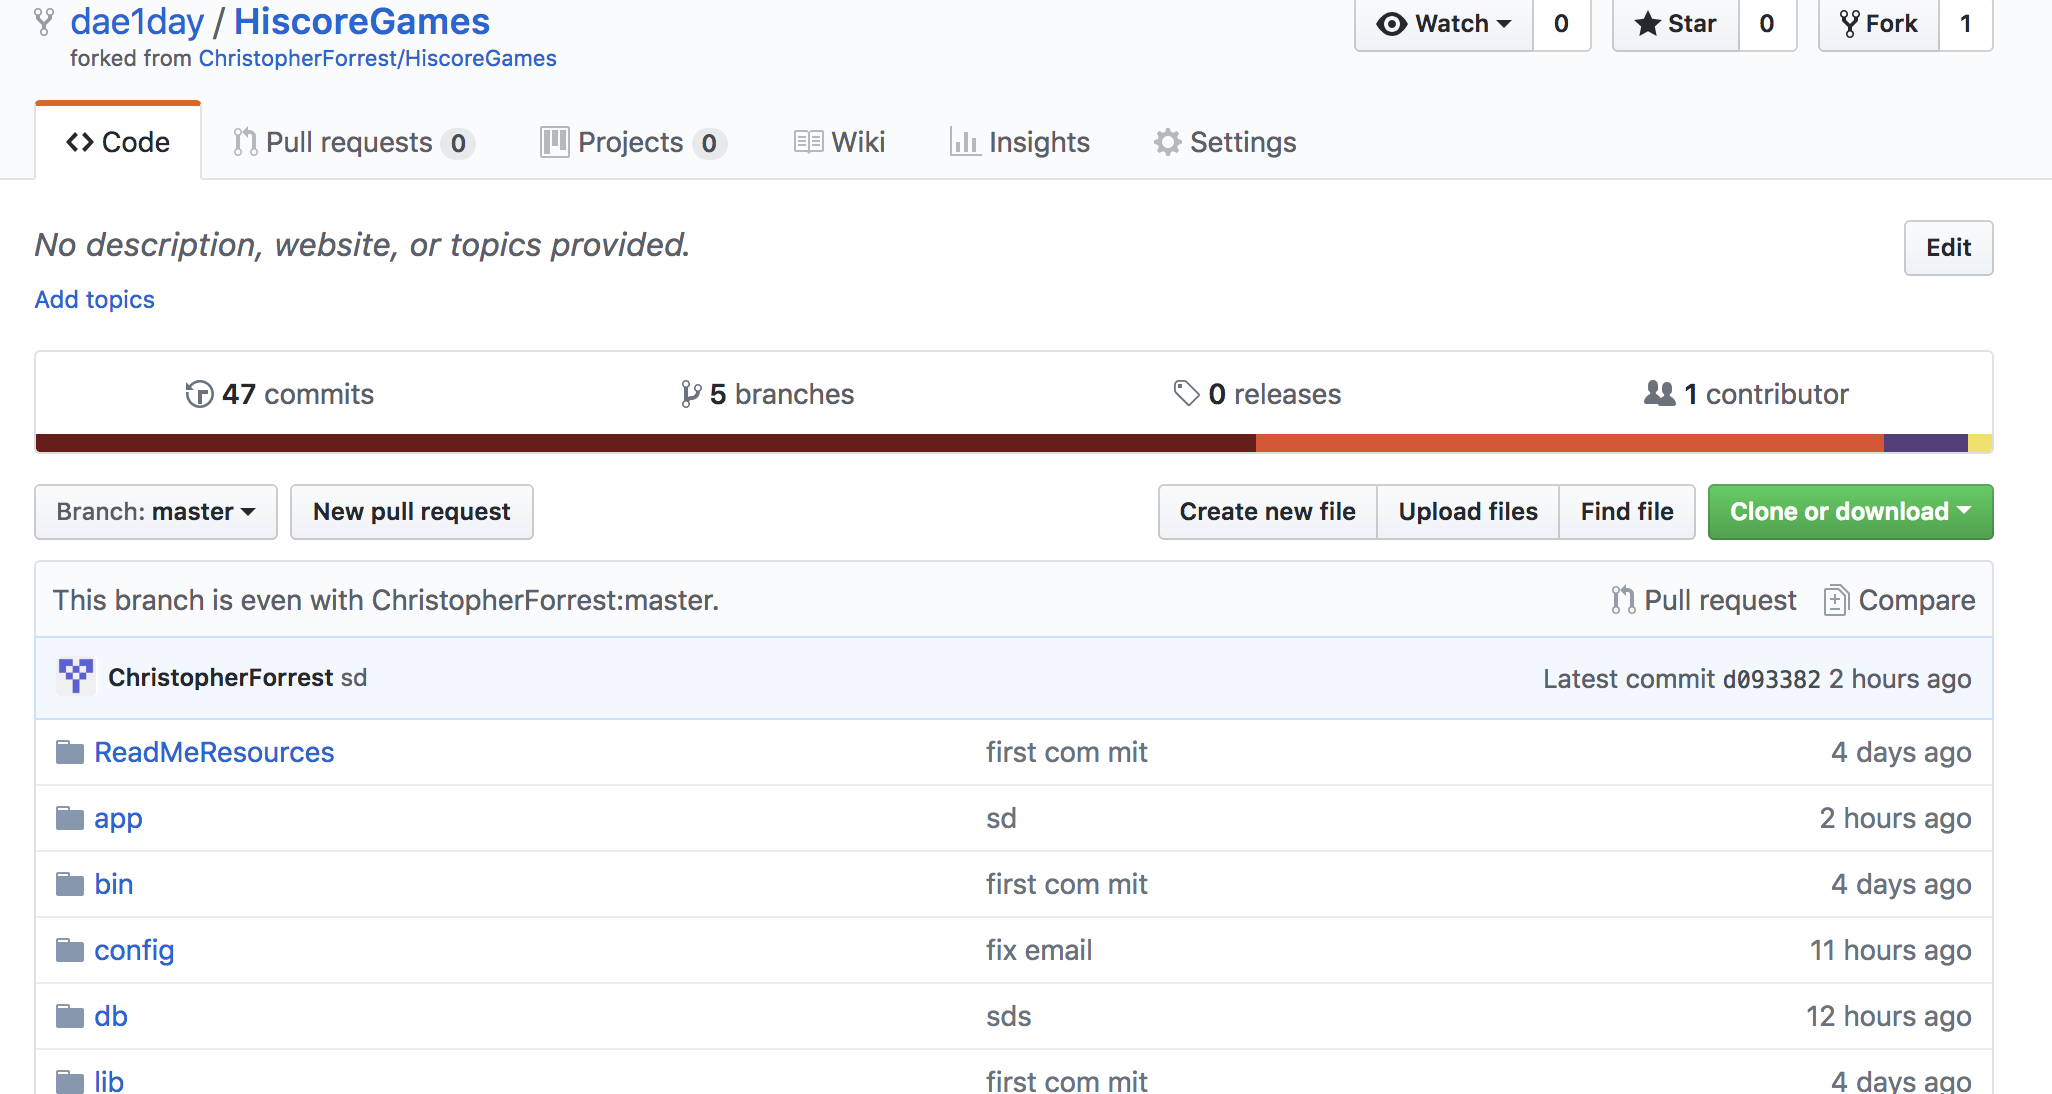 dae1day / HiscoreGames
Watch 0 Star 0 Fork 1
forked from ChristopherForrest/HiscoreGames
Code Pull requests 0 Projects 0 Wiki Insights Settings
No description, website, or topics provided.
Edit
Add topics
47 commits 5 branches 0 releases 1 contributor
Branch: master New pull request Create new file Upload files Find file Clone or download
This branch is even with ChristopherForrest:master. Pull request Compare
ChristopherForrest sd Latest commit d093382 2 hours ago
ReadMeResources first com mit 4 days ago
app sd 2 hours ago
bin first com mit 4 days ago
config fix email 11 hours ago
db sds 12 hours ago
lib first com mit 4 days ago